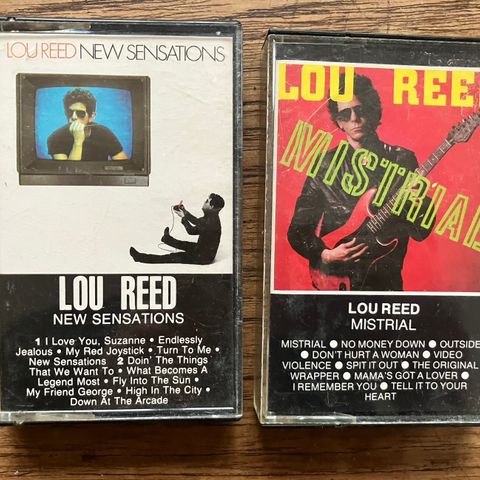 LOU REED NEW SENSATIONS
LOU REED
NEW SENSATIONS
1 I Love You, Suzanne • Endlessly
Jealous • My Red Joystick • Turn To Me •
New Sensations 2 Doin' The Things
That We Want To • What Becomes A
Legend Most • Fly Into The Sun •
My Friend George • High In The City •
Down At The Arcade
LOU REED
MISTRIAL
LOU REED
MISTRIAL
MISTRIAL • NO MONEY DOWN • OUTSIDE
• DON'T HURT A WOMAN • VIDEO
VIOLENCE • SPIT IT OUT • THE ORIGINAL
WRAPPER • MAMA'S GOT A LOVER •
I REMEMBER YOU • TELL IT TO YOUR
HEART